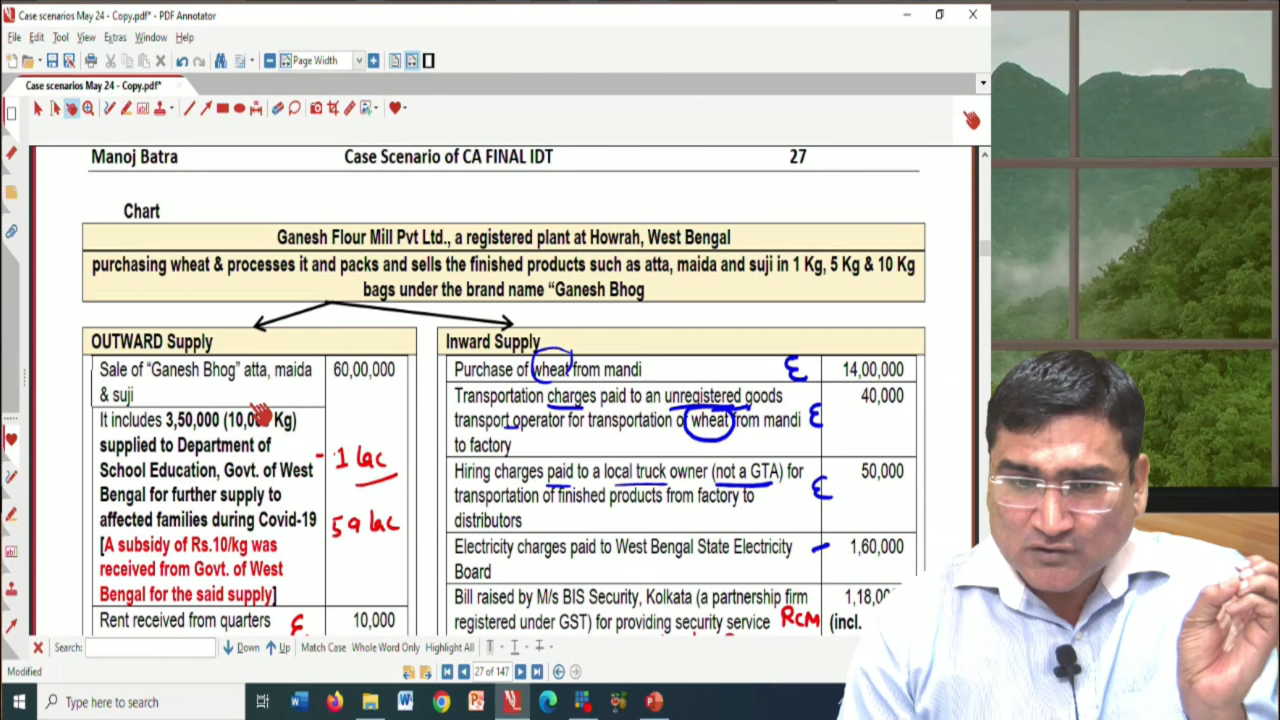 Case scenarios May 24 - Copy.pdf* - PDF Annotator
File Edit Tool View Extras Window Help
Page Width
Case scenarios May 24 - Copy.pdf*
Manoj Batra Case Scenario of CA FINAL IDT 27
Chart
Ganesh Flour Mill Pvt Ltd., a registered plant at Howrah, West Bengal
purchasing wheat & processes it and packs and sells the finished products such as atta, maida and suji in 1 Kg, 5 Kg & 10 Kg
bags under the brand name “Ganesh Bhog
OUTWARD Supply
Sale of “Ganesh Bhog” atta, maida 60,00,000
& suji
It includes 3,50,000 (10,000 Kg)
supplied to Department of
School Education, Govt. of West - 1 lac
Bengal for further supply to
affected families during Covid-19 59 lac
[A subsidy of Rs.10/kg was
received from Govt. of West
Bengal for the said supply]
Rent received from quarters E 10,000
Inward Supply
Purchase of wheat from mandi E 14,00,000
Transportation charges paid to an unregistered goods 40,000
transport operator for transportation of wheat from mandi E
to factory
Hiring charges paid to a local truck owner (not a GTA) for 50,000
transportation of finished products from factory to E
distributors
Electricity charges paid to West Bengal State Electricity - 1,60,000
Board
Bill raised by M/s BIS Security, Kolkata (a partnership firm
registered under GST) for providing security service RCM (incl.
Search: Down Up Match Case Whole Word Only Highlight All
Modified 27 of 147
Type here to search